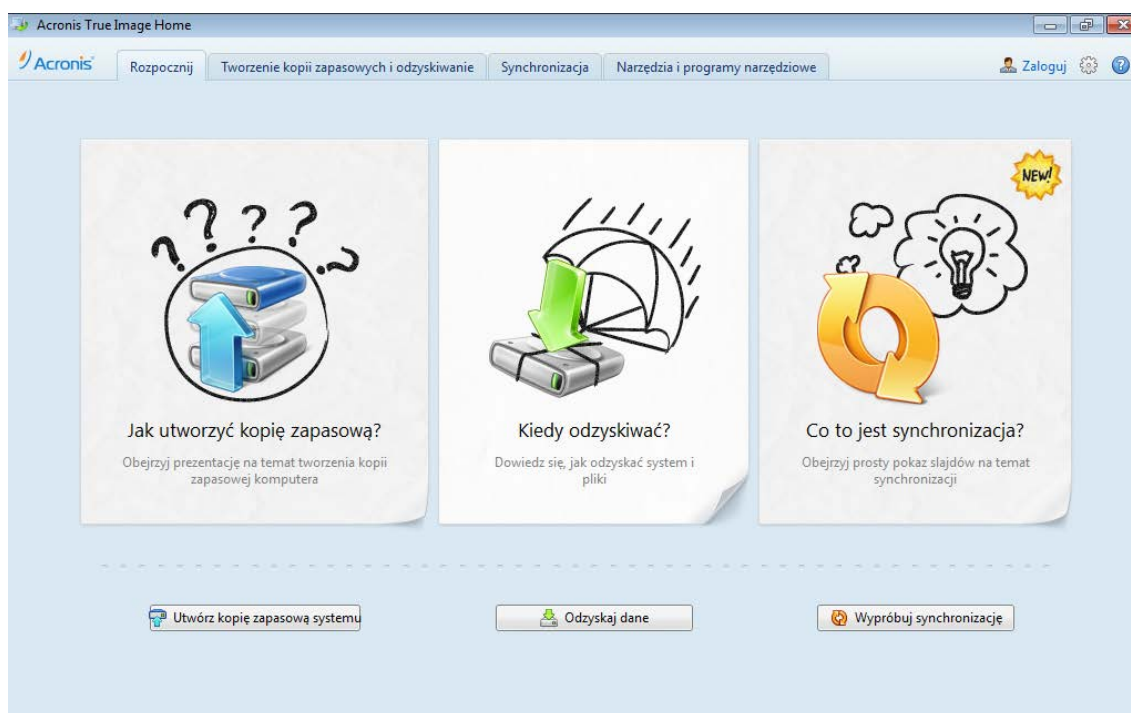 Acronis True Image Home
Acronis
Rozpocznij
Tworzenie kopii zapasowych i odzyskiwanie
Synchronizacja
Narzędzia i programy narzędziowe
Zaloguj
?
? ? ? ? ?
NEW!
Jak utworzyć kopię zapasową?
Obejrzyj prezentację na temat tworzenia kopii
zapasowej komputera
Kiedy odzyskiwać?
Dowiedz się, jak odzyskać system i
pliki
Co to jest synchronizacja?
Obejrzyj prosty pokaz slajdów na temat
synchronizacji
Utwórz kopię zapasową systemu
Odzyskaj dane
Wypróbuj synchronizację